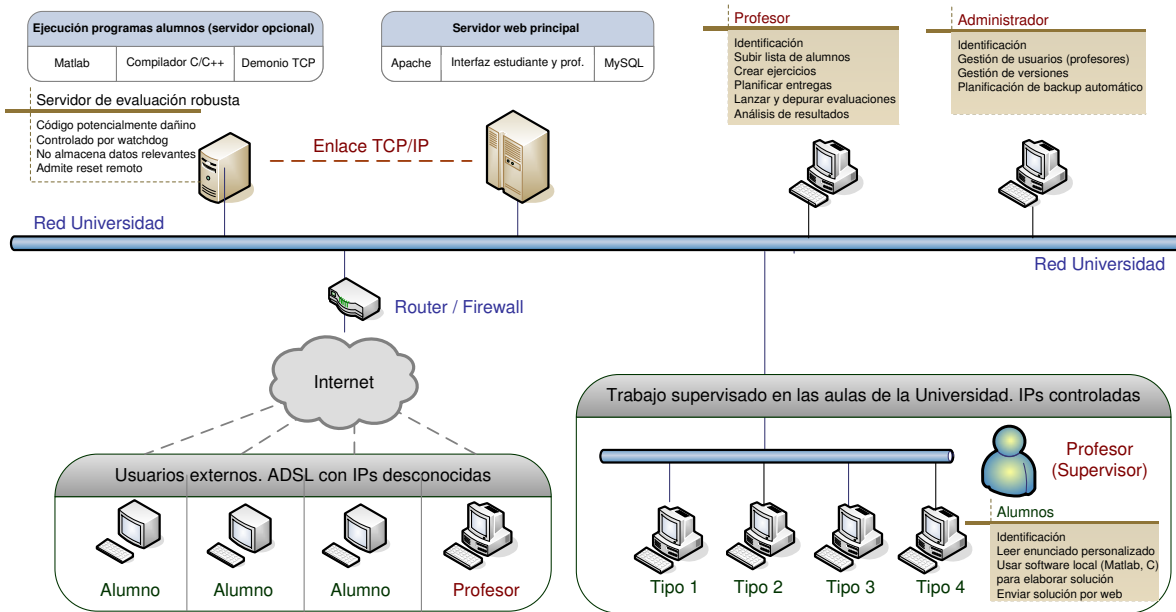 Ejecución programas alumnos (servidor opcional)
Matlab
Compilador C/C++
Demonio TCP
Servidor web principal
Apache
Interfaz estudiante y prof.
MySQL
Profesor
Identificación
Subir lista de alumnos
Crear ejercicios
Planificar entregas
Lanzar y depurar evaluaciones
Análisis de resultados
Administrador
Identificación
Gestión de usuarios (profesores)
Gestión de versiones
Planificación de backup automático
Servidor de evaluación robusta
Código potencialmente dañino
Controlado por watchdog
No almacena datos relevantes
Admite reset remoto
Enlace TCP/IP
Red Universidad
Red Universidad
Router / Firewall
Internet
Usuarios externos. ADSL con IPs desconocidas
Alumno
Alumno
Alumno
Profesor
Trabajo supervisado en las aulas de la Universidad. IPs controladas
Profesor
(Supervisor)
Tipo 1
Tipo 2
Tipo 3
Tipo 4
Alumnos
Identificación
Leer enunciado personalizado
Usar software local (Matlab, C)
para elaborar solución
Enviar solución por web